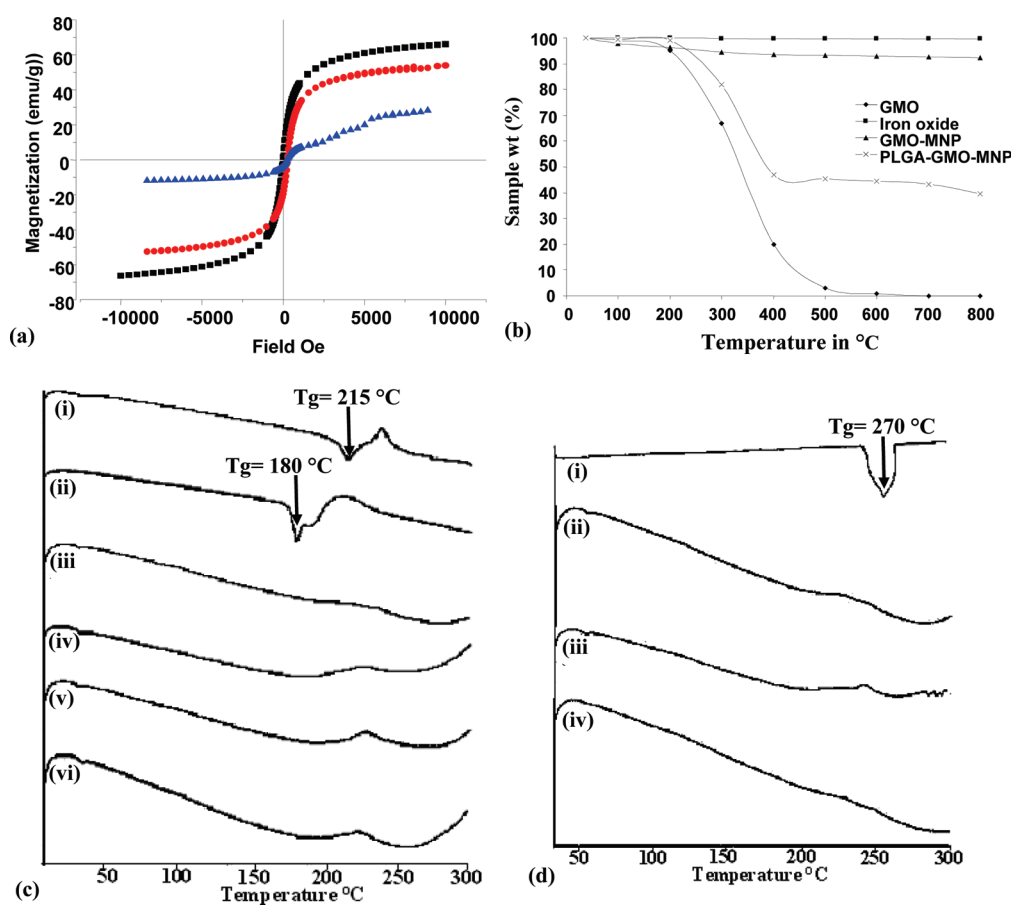 80
60
40
20
0
-20
-40
-60
-80
Magnetization (emu/g))
-10000 -5000 0 5000 10000
Field Oe
(a)
100
90
80
70
60
50
40
30
20
10
0
Sample wt (%)
GMO
Iron oxide
GMO-MNP
PLGA-GMO-MNP
0 100 200 300 400 500 600 700 800
Temperature in °C
(b)
Tg= 215 °C
(i)
Tg= 180 °C
(ii)
(iii
(iv)
(v)
(vi)
50 100 150 200 250 300
Temperature °C
(c)
Tg= 270 °C
(i)
(ii)
(iii
(iv)
50 100 150 200 250 300
Temperature °C
(d)